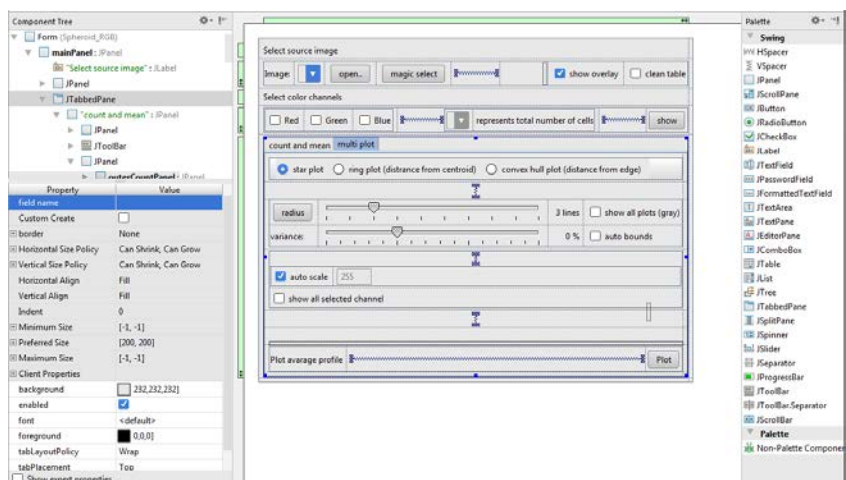 Component Tree
Form (Spheroid_RGB)
mainPanel : JPanel
"Select source image" : JLabel
JPanel
JTabbedPane
"count and mean" : JPanel
JPanel
JToolBar
JPanel
outerCountPanel : JPanel
Property Value
field name
Custom Create
border None
Horizontal Size Policy Can Shrink, Can Grow
Vertical Size Policy Can Shrink, Can Grow
Horizontal Align Fill
Vertical Align Fill
Indent 0
Minimum Size [-1, -1]
Preferred Size [200, 200]
Maximum Size [-1, -1]
Client Properties
background 232,232,232]
enabled
font <default>
foreground 0,0,0]
tabLayoutPolicy Wrap
tabPlacement Top
Show expert properties
Select source image
Image: open.. magic select show overlay clean table
Select color channels
Red Green Blue represents total number of cells show
count and mean multi plot
star plot ring plot (distrance from centroid) convex hull plot (distance from edge)
radius 3 lines show all plots (gray)
variance: 0 % auto bounds
auto scale 255
show all selected channel
Plot avarage profile Plot
Palette
Swing
HSpacer
VSpacer
JPanel
JScrollPane
JButton
JRadioButton
JCheckBox
JLabel
JTextField
JPasswordField
JFormattedTextField
JTextArea
JTextPane
JEditorPane
JComboBox
JTable
JList
JTree
JTabbedPane
JSplitPane
JSpinner
JSlider
JSeparator
JProgressBar
JToolBar
JToolBar.Separator
JScrollBar
Palette
Non-Palette Componen